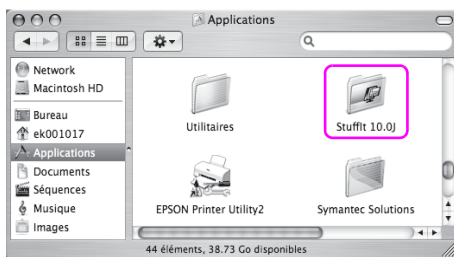 Applications
Network
Macintosh HD
Bureau
ek001017
Applications
Documents
Séquences
Musique
Images
Utilitaires
StuffIt 10.0J
EPSON Printer Utility2
Symantec Solutions
44 éléments, 38.73 Go disponibles